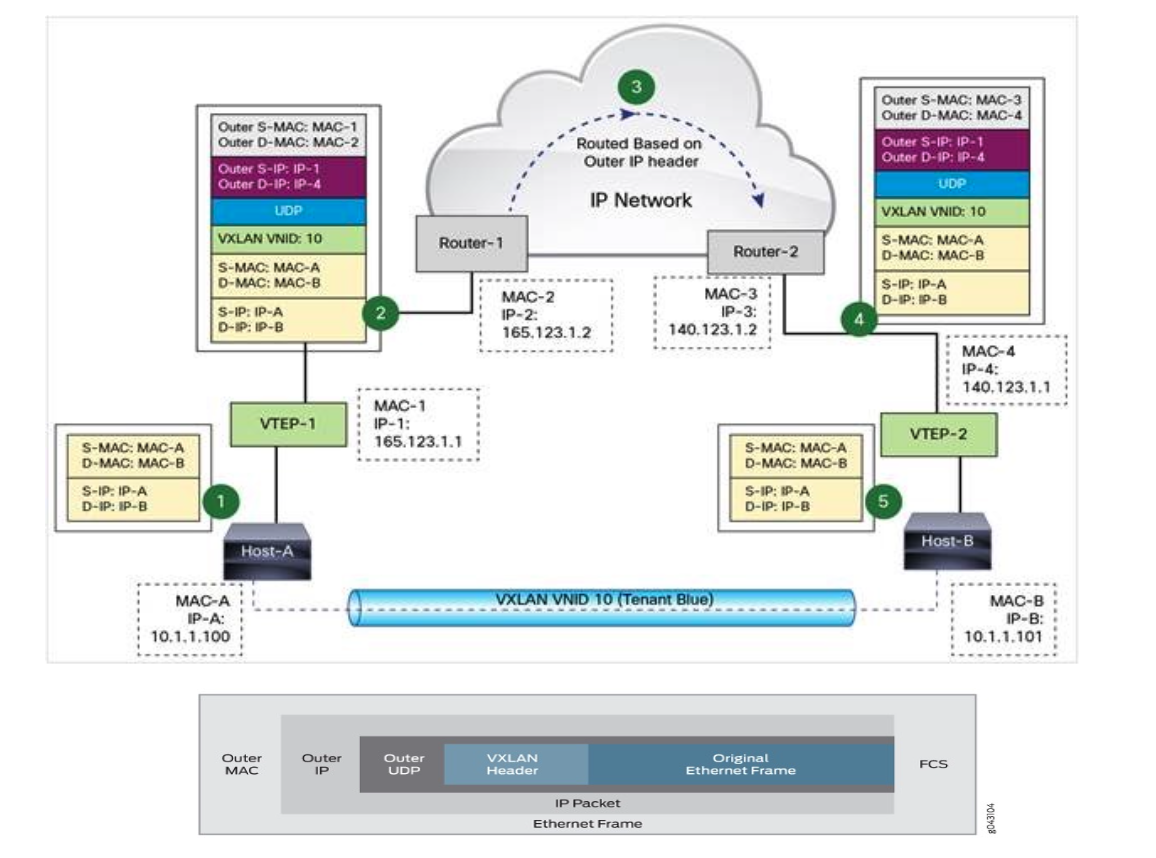 3
Routed Based on
Outer IP header
IP Network
Outer S-MAC: MAC-1
Outer D-MAC: MAC-2
Outer S-IP: IP-1
Outer D-IP: IP-4
UDP
VXLAN VNID: 10
S-MAC: MAC-A
D-MAC: MAC-B
S-IP: IP-A
D-IP: IP-B
2
Router-1
MAC-2
IP-2:
165.123.1.2
Router-2
MAC-3
IP-3:
140.123.1.2
Outer S-MAC: MAC-3
Outer D-MAC: MAC-4
Outer S-IP: IP-1
Outer D-IP: IP-4
UDP
VXLAN VNID: 10
S-MAC: MAC-A
D-MAC: MAC-B
S-IP: IP-A
D-IP: IP-B
4
MAC-4
IP-4:
140.123.1.1
VTEP-1
MAC-1
IP-1:
165.123.1.1
VTEP-2
S-MAC: MAC-A
D-MAC: MAC-B
S-IP: IP-A
D-IP: IP-B
1
Host-A
S-MAC: MAC-A
D-MAC: MAC-B
S-IP: IP-A
D-IP: IP-B
5
Host-B
MAC-A
IP-A:
10.1.1.100
VXLAN VNID 10 (Tenant Blue)
MAC-B
IP-B:
10.1.1.101
Outer
MAC
Outer
IP
Outer
UDP
VXLAN
Header
Original
Ethernet Frame
FCS
IP Packet
Ethernet Frame
g043104